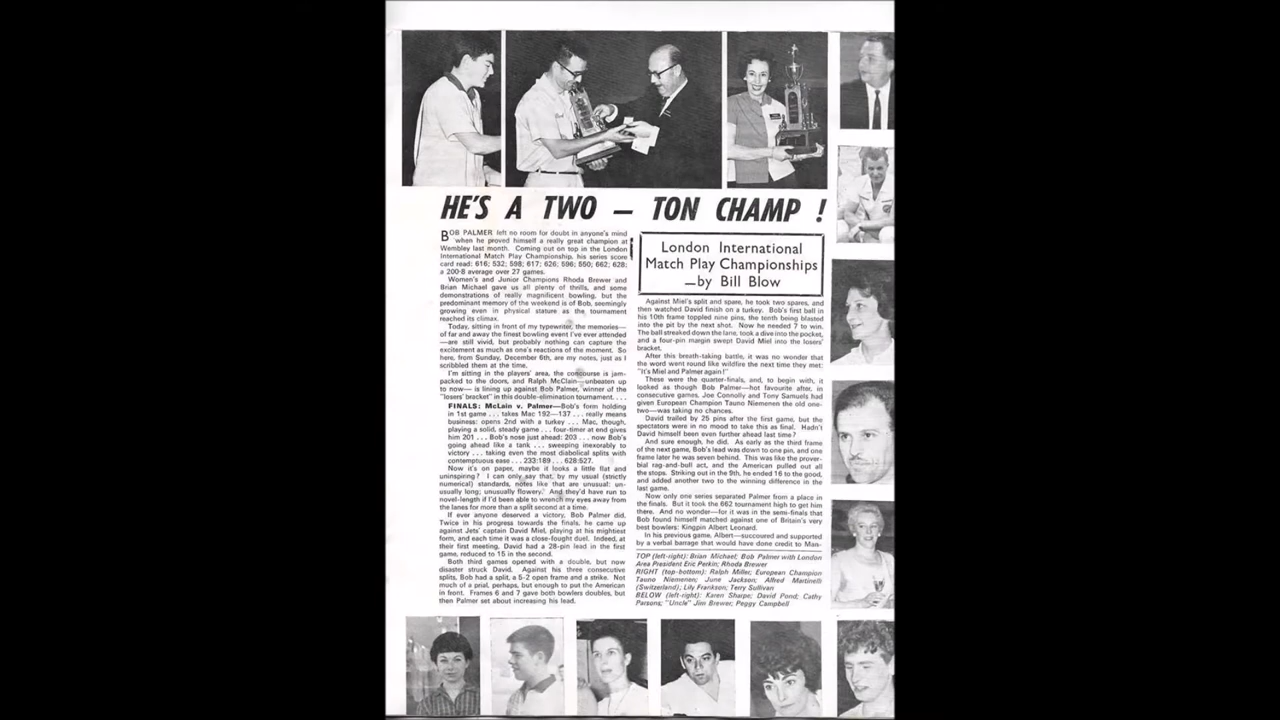 HE'S A TWO – TON CHAMP !
BOB PALMER left no room for doubt in anyone's mind
when he proved himself a really great champion at
Wembley last month. Coming out on top in the London
International Match Play Championship, his series score
card read: 616; 532; 598; 617; 626; 596; 550; 662; 628;
a 200·8 average over 27 games.
Women's and Junior Champions Rhoda Brewer and
Brian Michael gave us all plenty of thrills, and some
demonstrations of really magnificent bowling, but the
predominant memory of the weekend is of Bob, seemingly
growing even in physical stature as the tournament
reached its climax.
Today, sitting in front of my typewriter, the memories—
of far and away the finest bowling event I've ever attended
—are still vivid, but probably nothing can capture the
excitement as much as one's reactions of the moment. So
here, from Sunday, December 6th, are my notes, just as I
scribbled them at the time.
I'm sitting in the players' area, the concourse is jam-
packed to the doors, and Ralph McClain—unbeaten up
to now—is lining up against Bob Palmer, winner of the
"losers' bracket" in this double-elimination tournament. . . .
FINALS: McLain v. Palmer—Bob's form holding
in 1st game . . . takes Mac 192—137 . . . really means
business: opens 2nd with a turkey . . . Mac, though,
playing a solid, steady game . . . four-timer at end gives
him 201 . . . Bob's nose just ahead: 203 . . . now Bob's
going ahead like a tank . . . sweeping inexorably to
victory . . . taking even the most diabolical splits with
contemptuous ease . . . 233:189 . . . 628:527.
Now it's on paper, maybe it looks a little flat and
uninspiring? I can only say that, by my usual (strictly
numerical) standards, notes like that are unusual: un-
usually long; unusually flowery. And they'd have run to
novel-length if I'd been able to wrench my eyes away from
the lanes for more than a split second at a time.
If ever anyone deserved a victory, Bob Palmer did.
Twice in his progress towards the finals, he came up
against Jets' captain David Miel, playing at his mightiest
form, and each time it was a close-fought duel. Indeed, at
their first meeting, David had a 28-pin lead in the first
game, reduced to 15 in the second.
Both third games opened with a double, but now
disaster struck David. Against his three consecutive
splits, Bob had a split, a 5-2 open frame and a strike. Not
much of a prial, perhaps, but enough to put the American
in front. Frames 6 and 7 gave both bowlers doubles, but
then Palmer set about increasing his lead.
London International
Match Play Championships
—by Bill Blow
Against Miel's split and spare, he took two spares, and
then watched David finish on a turkey. Bob's first ball in
his 10th frame toppled nine pins, the tenth being blasted
into the pit by the next shot. Now he needed 7 to win.
The ball streaked down the lane, took a dive into the pocket,
and a four-pin margin swept David Miel into the losers'
bracket.
After this breath-taking battle, it was no wonder that
the word went round like wildfire the next time they met:
"It's Miel and Palmer again!"
These were the quarter-finals, and, to begin with, it
looked as though Bob Palmer—hot favourite after, in
consecutive games, Joe Connolly and Tony Samuels had
given European Champion Tauno Niemenen the old one-
two—was taking no chances.
David trailed by 25 pins after the first game, but the
spectators were in no mood to take this as final. Hadn't
David himself been even further ahead last time?
And sure enough, he did. As early as the third frame
of the next game, Bob's lead was down to one pin, and one
frame later he was seven behind. This was like the prover-
bial rag-and-bull act, and the American pulled out all
the stops. Striking out in the 9th, he ended 16 to the good,
and added another two to the winning difference in the
last game.
Now only one series separated Palmer from a place in
the finals. But it took the 662 tournament high to get him
there. And no wonder—for it was in the semi-finals that
Bob found himself matched against one of Britain's very
best bowlers: Kingpin Albert Leonard.
In his previous game, Albert—succoured and supported
by a verbal barrage that would have done credit to Man-
TOP (left-right): Brian Michael; Bob Palmer with London
Area President Eric Perkin; Rhoda Brewer
RIGHT (top-bottom): Ralph Miller; European Champion
Tauno Niemenen; June Jackson; Alfred Martinelli
(Switzerland); Lily Franksen; Terry Sullivan
BELOW (left-right): Karen Sharpe; David Pond; Cathy
Parsons; "Uncle" Jim Brewer; Peggy Campbell